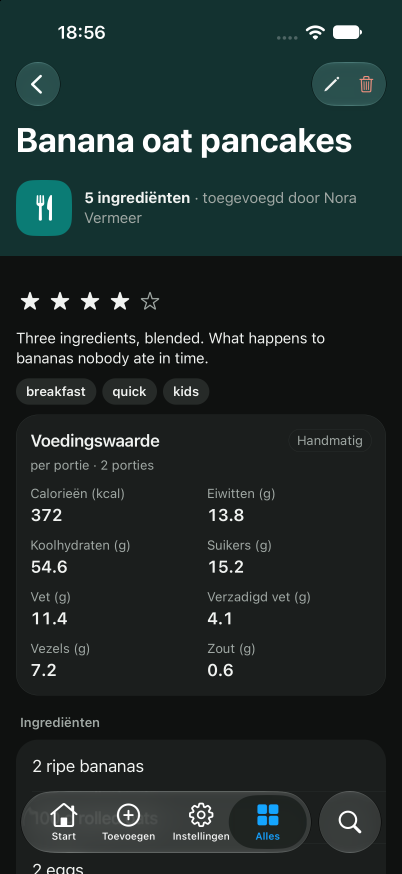 18:56
Banana oat pancakes
5 ingrediënten · toegevoegd door Nora
Vermeer
Three ingredients, blended. What happens to
bananas nobody ate in time.
breakfast quick kids
Voedingswaarde Handmatig
per portie · 2 porties
Calorieën (kcal) Eiwitten (g)
372 13.8
Koolhydraten (g) Suikers (g)
54.6 15.2
Vet (g) Verzadigd vet (g)
11.4 4.1
Vezels (g) Zout (g)
7.2 0.6
Ingrediënten
2 ripe bananas
rolled
Start Toevoegen Instellingen Alles
2 eggs